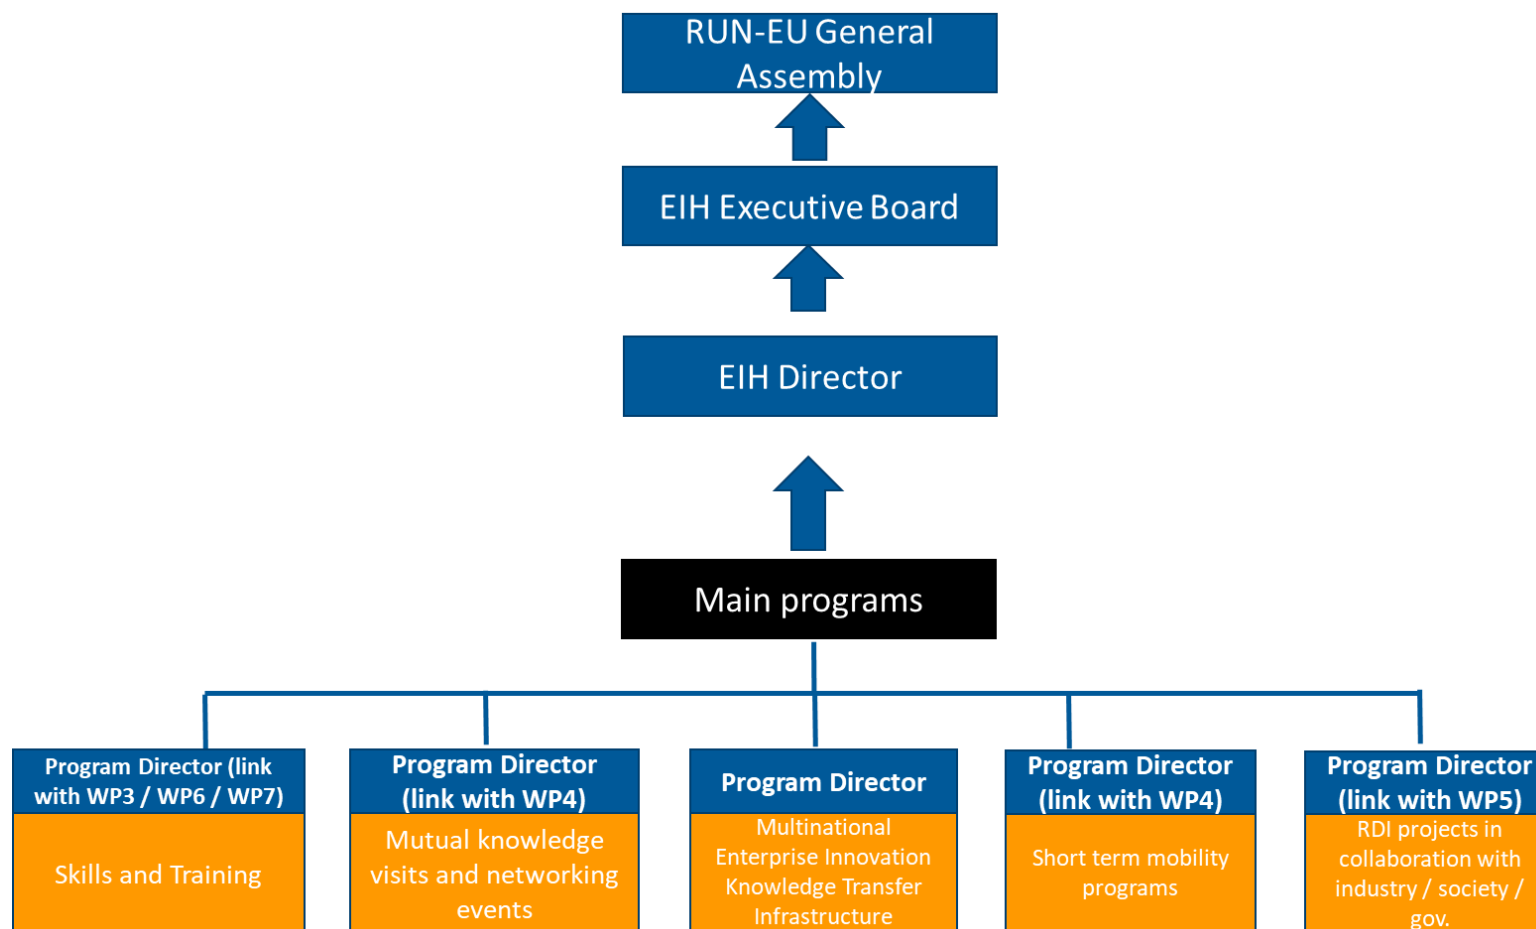 RUN-EU General
Assembly
EIH Executive Board
EIH Director
Main programs
Program Director (link
with WP3 / WP6 / WP7)
Skills and Training
Program Director
(link with WP4)
Mutual knowledge
visits and networking
events
Program Director
Multinational
Enterprise Innovation
Knowledge Transfer
Infrastructure
Program Director
(link with WP4)
Short term mobility
programs
Program Director
(link with WP5)
RDI projects in
collaboration with
industry / society /
gov.